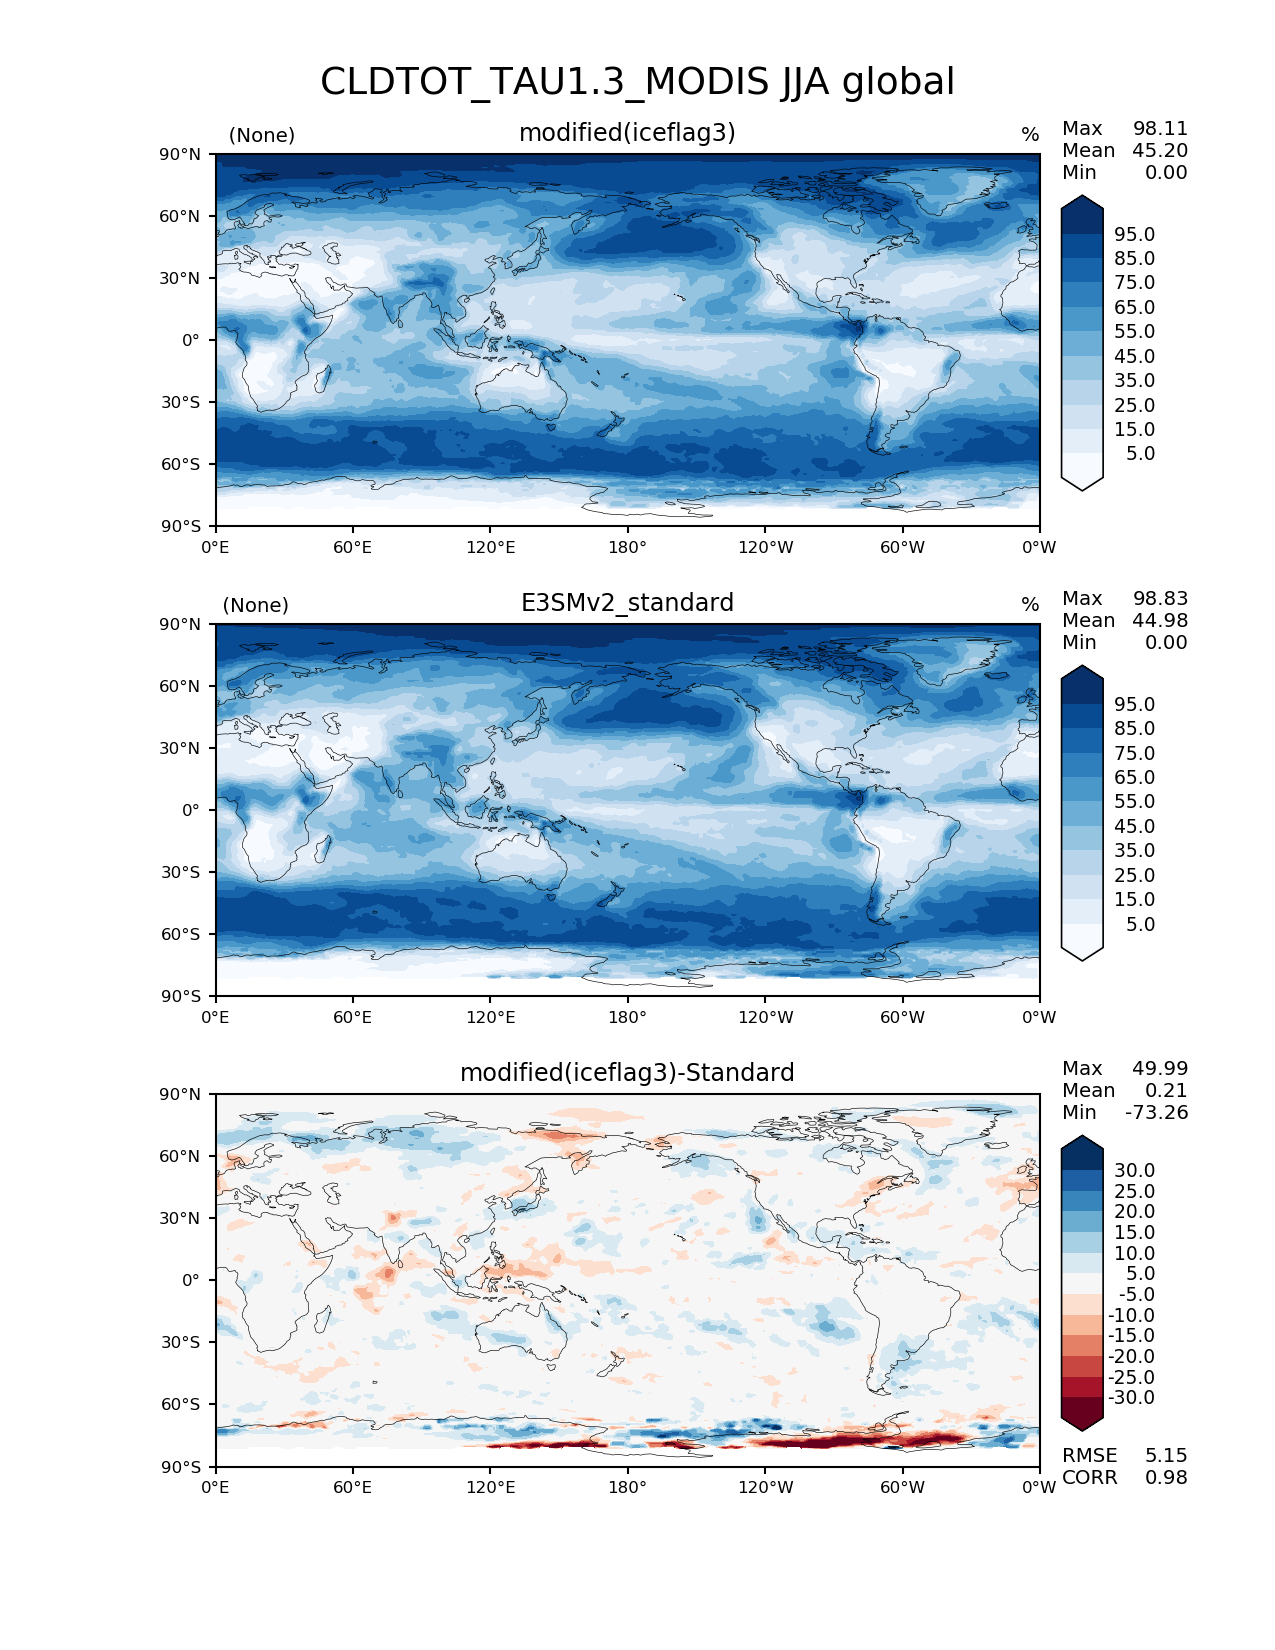 CLDTOT_TAU1.3_MODIS JJA global
(None) modified(iceflag3) %
Max 98.11
Mean 45.20
Min 0.00
90°N
60°N
30°N
0°
30°S
60°S
90°S
0°E 60°E 120°E 180° 120°W 60°W 0°W
95.0
85.0
75.0
65.0
55.0
45.0
35.0
25.0
15.0
5.0
(None) E3SMv2_standard %
Max 98.83
Mean 44.98
Min 0.00
90°N
60°N
30°N
0°
30°S
60°S
90°S
0°E 60°E 120°E 180° 120°W 60°W 0°W
95.0
85.0
75.0
65.0
55.0
45.0
35.0
25.0
15.0
5.0
modified(iceflag3)-Standard
Max 49.99
Mean 0.21
Min -73.26
90°N
60°N
30°N
0°
30°S
60°S
90°S
0°E 60°E 120°E 180° 120°W 60°W 0°W
30.0
25.0
20.0
15.0
10.0
5.0
-5.0
-10.0
-15.0
-20.0
-25.0
-30.0
RMSE 5.15
CORR 0.98